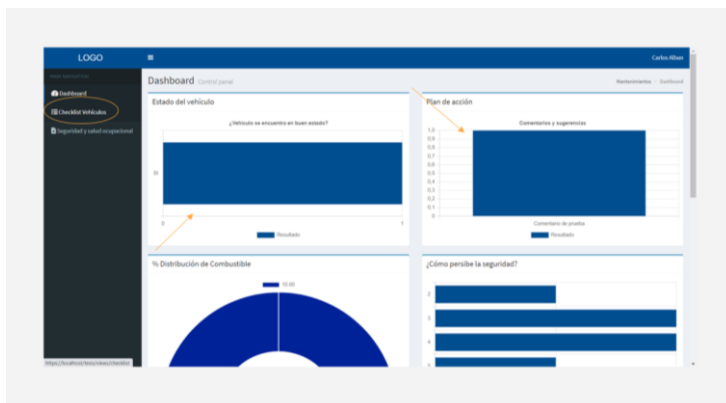 LOGO
Carlos Alban
MAIN NAVIGATION
Dashboard
Checklist Vehículos
Seguridad y salud ocupacional
Dashboard Control panel
Mantenimientos Dashboard
Estado del vehículo
¿Vehículo se encuentra en buen estado?
0
1
Resultado
Plan de acción
Comentarios y sugerencias
1,0
0,9
0,8
0,7
0,6
0,5
0,4
0,3
0,2
0,1
0
Comentario de prueba
Resultado
% Distribución de Combustible
10.00
¿Cómo persibe la seguridad?
2
3
4
5